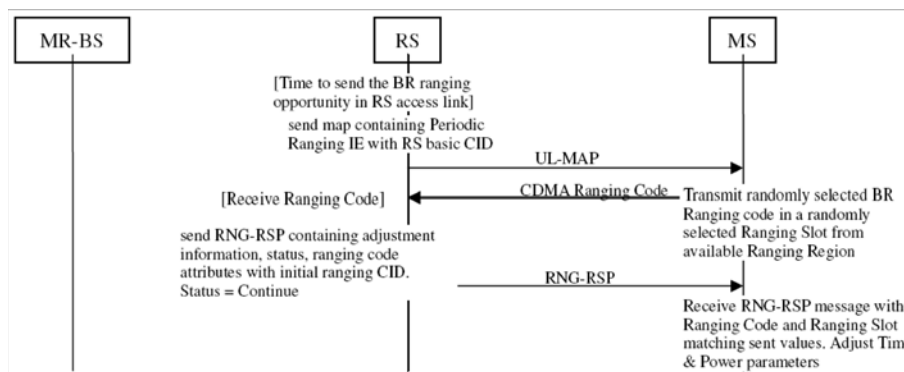 MR-BS
RS
MS
[Time to send the BR ranging
opportunity in RS access link]
send map containing Periodic
Ranging IE with RS basic CID
UL-MAP
CDMA Ranging Code
[Receive Ranging Code]
Transmit randomly selected BR
Ranging code in a randomly
selected Ranging Slot from
available Ranging Region
send RNG-RSP containing adjustment
information, status, ranging code
attributes with initial ranging CID.
Status = Continue
RNG-RSP
Receive RNG-RSP message with
Ranging Code and Ranging Slot
matching sent values. Adjust Tim
& Power parameters